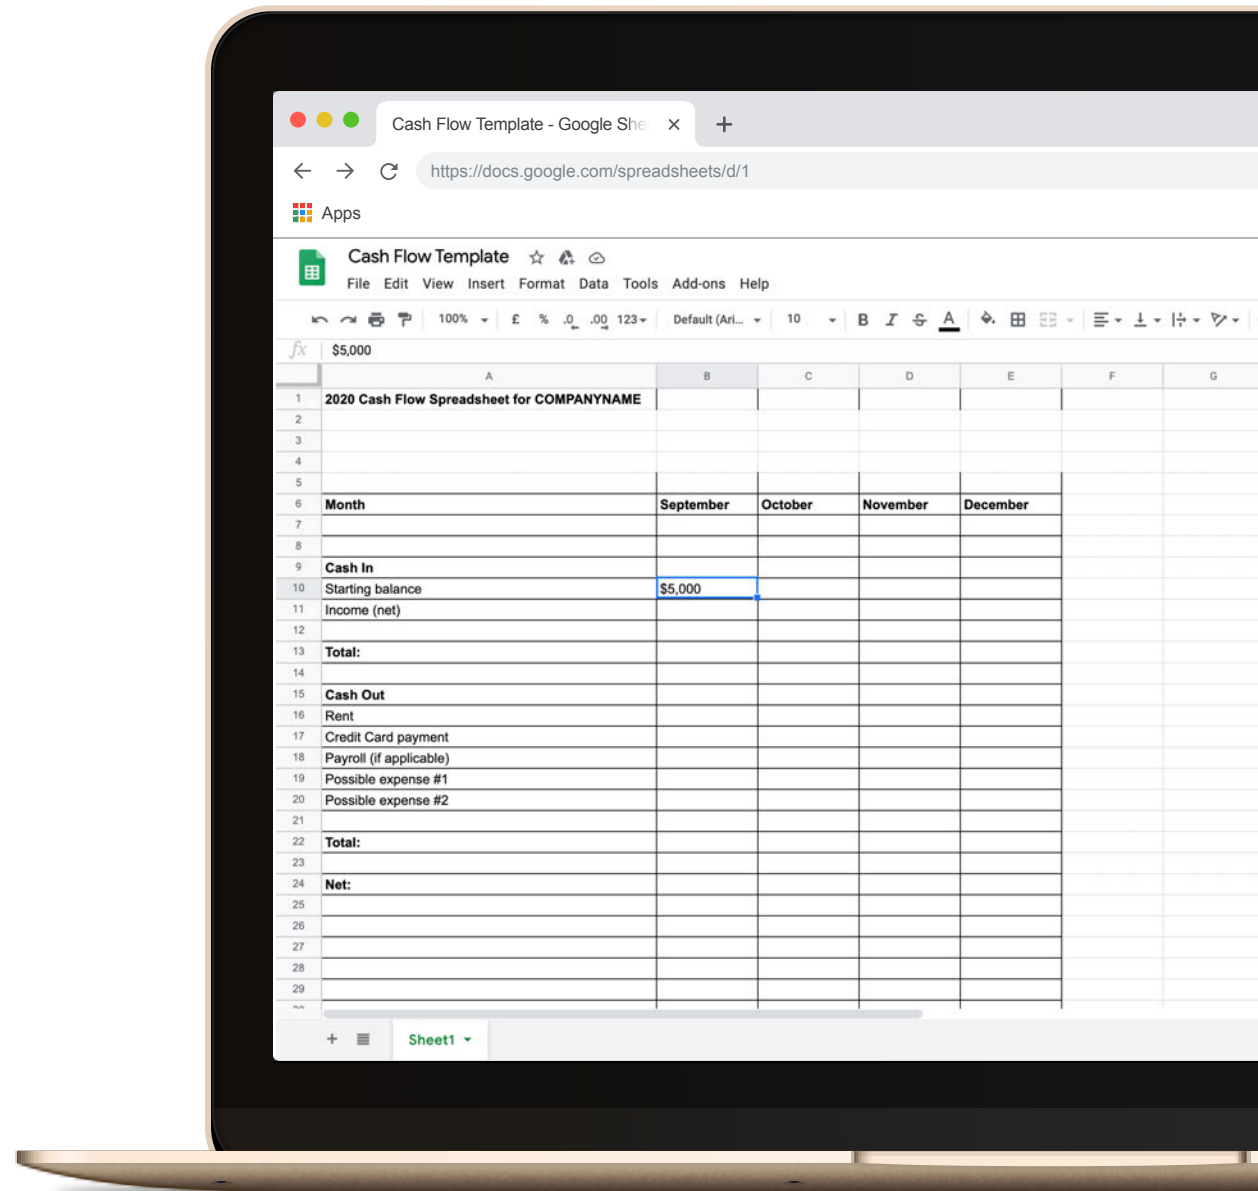 Cash Flow Template - Google She
https://docs.google.com/spreadsheets/d/1
Apps
Cash Flow Template
File Edit View Insert Format Data Tools Add-ons Help
100% £ % .0 .00 123 Default (Ari... 10 B I S A
fx $5,000
A B C D E F G
1 2020 Cash Flow Spreadsheet for COMPANYNAME
2
3
4
5
6 Month September October November December
7
8
9 Cash In
10 Starting balance $5,000
11 Income (net)
12
13 Total:
14
15 Cash Out
16 Rent
17 Credit Card payment
18 Payroll (if applicable)
19 Possible expense #1
20 Possible expense #2
21
22 Total:
23
24 Net:
25
26
27
28
29
Sheet1